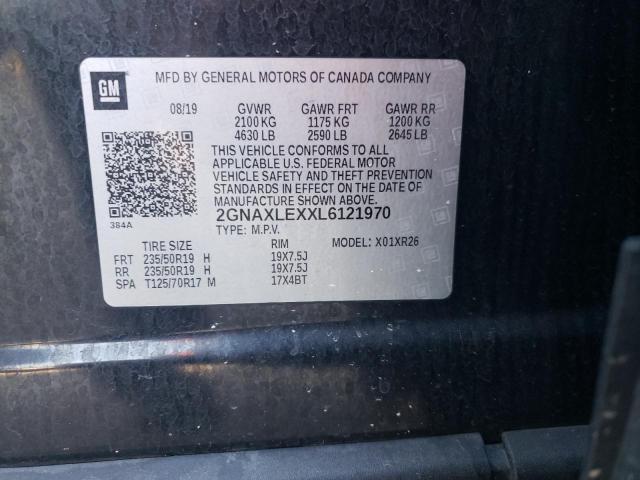 GM
MFD BY GENERAL MOTORS OF CANADA COMPANY
08/19 GVWR GAWR FRT GAWR RR
2100 KG 1175 KG 1200 KG
4630 LB 2590 LB 2645 LB
THIS VEHICLE CONFORMS TO ALL
APPLICABLE U.S. FEDERAL MOTOR
VEHICLE SAFETY AND THEFT PREVENTION
STANDARDS IN EFFECT ON THE DATE OF
MANUFACTURE SHOWN ABOVE.
384A
2GNAXLEXXL6121970
TYPE: M.P.V. MODEL: X01XR26
TIRE SIZE RIM
FRT 235/50R19 H 19X7.5J
RR 235/50R19 H 19X7.5J
SPA T125/70R17 M 17X4BT